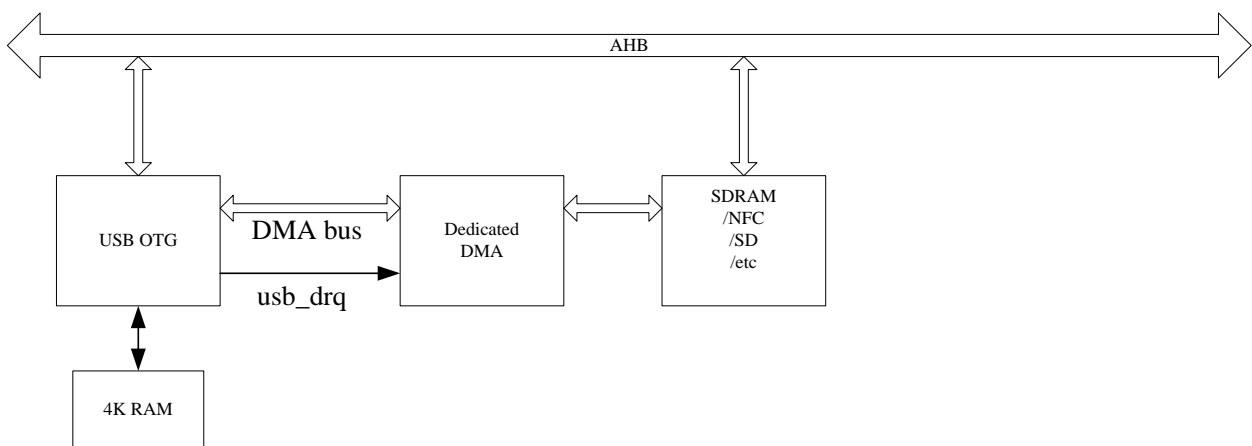 AHB
USB OTG
DMA bus
usb_drq
Dedicated
DMA
SDRAM
/NFC
/SD
/etc
4K RAM